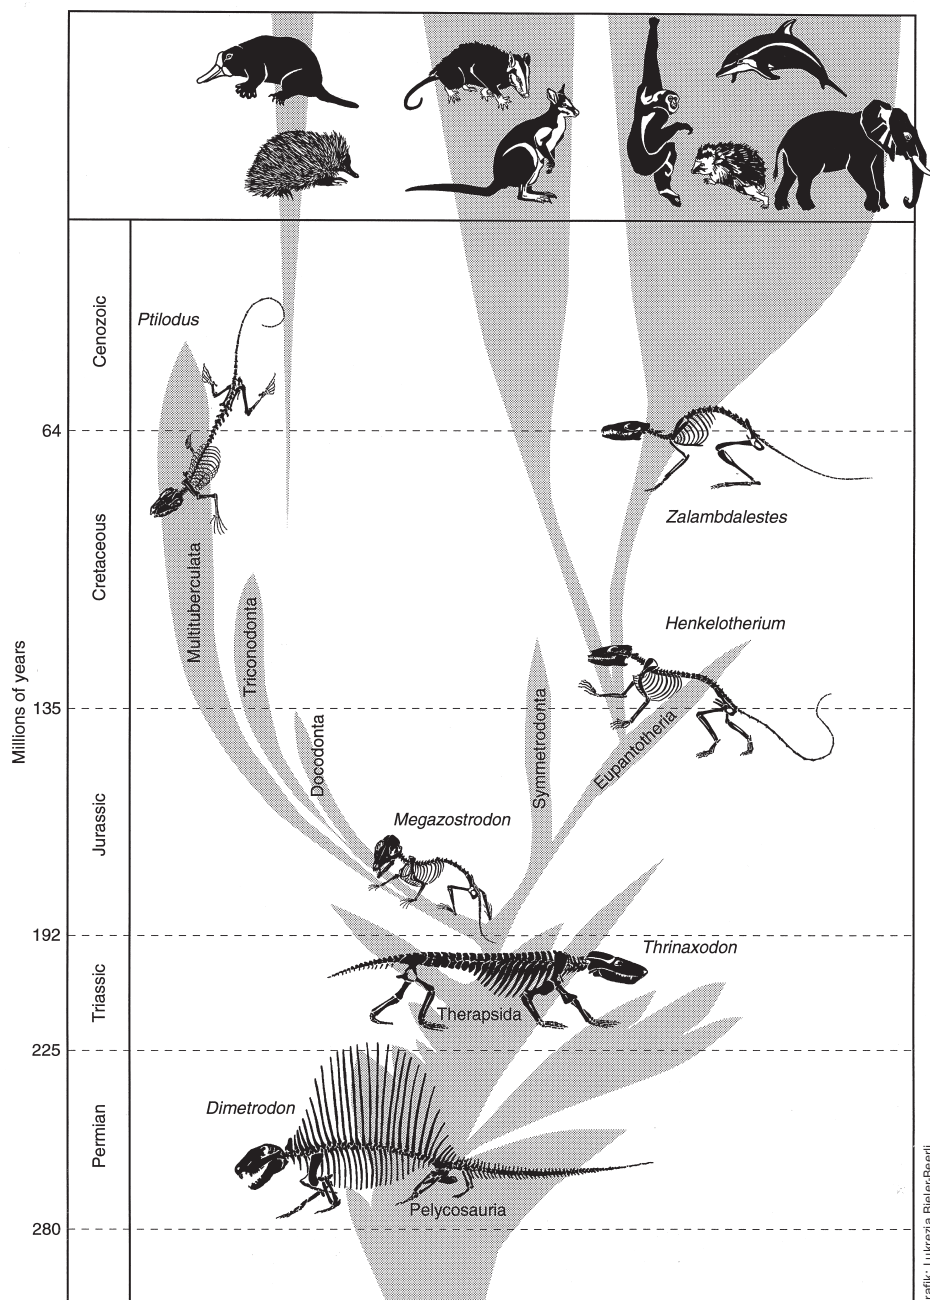 Cenozoic
Ptilodus
64
Zalambdalestes
Cretaceous
Multituberculata
Triconodonta
Henkelotherium
Millions of years
135
Docodonta
Symmetrodonta
Eupantotheria
Jurassic
Megazostrodon
192
Thrinaxodon
Triassic
Therapsida
225
Dimetrodon
Permian
Pelycosauria
280